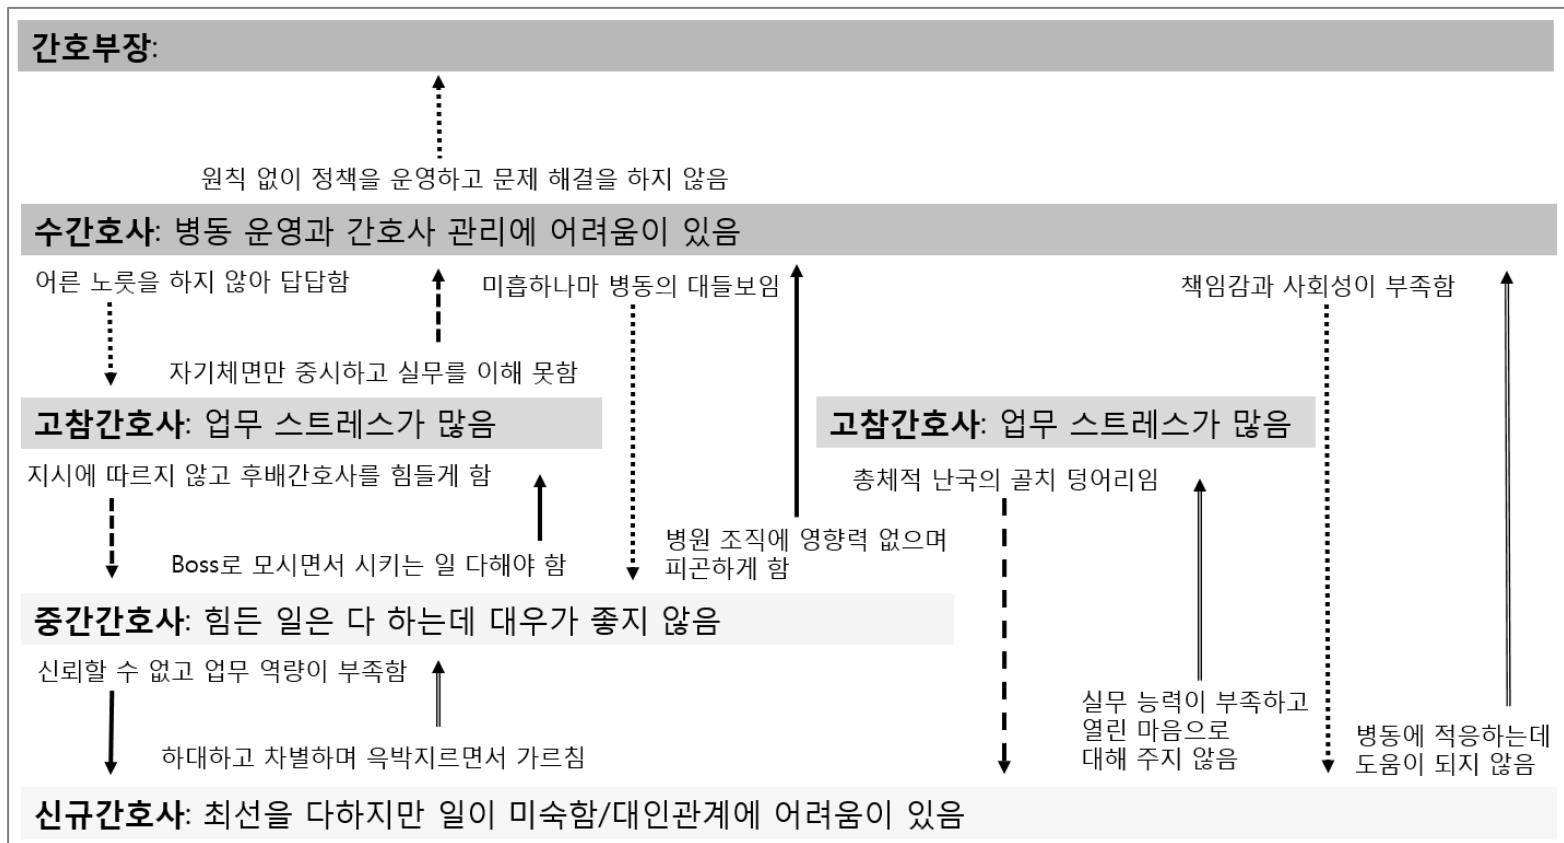 간호부장:
원칙 없이 정책을 운영하고 문제 해결을 하지 않음
수간호사: 병동 운영과 간호사 관리에 어려움이 있음
어른 노릇을 하지 않아 답답함
미흡하나마 병동의 대들보임
책임감과 사회성이 부족함
자기체면만 중시하고 실무를 이해 못함
고참간호사: 업무 스트레스가 많음
고참간호사: 업무 스트레스가 많음
지시에 따르지 않고 후배간호사를 힘들게 함
총체적 난국의 골치 덩어리임
Boss로 모시면서 시키는 일 다해야 함
병원 조직에 영향력 없으며
피곤하게 함
중간간호사: 힘든 일은 다 하는데 대우가 좋지 않음
신뢰할 수 없고 업무 역량이 부족함
하대하고 차별하며 윽박지르면서 가르침
실무 능력이 부족하고
열린 마음으로
대해 주지 않음
병동에 적응하는데
도움이 되지 않음
신규간호사: 최선을 다하지만 일이 미숙함/대인관계에 어려움이 있음